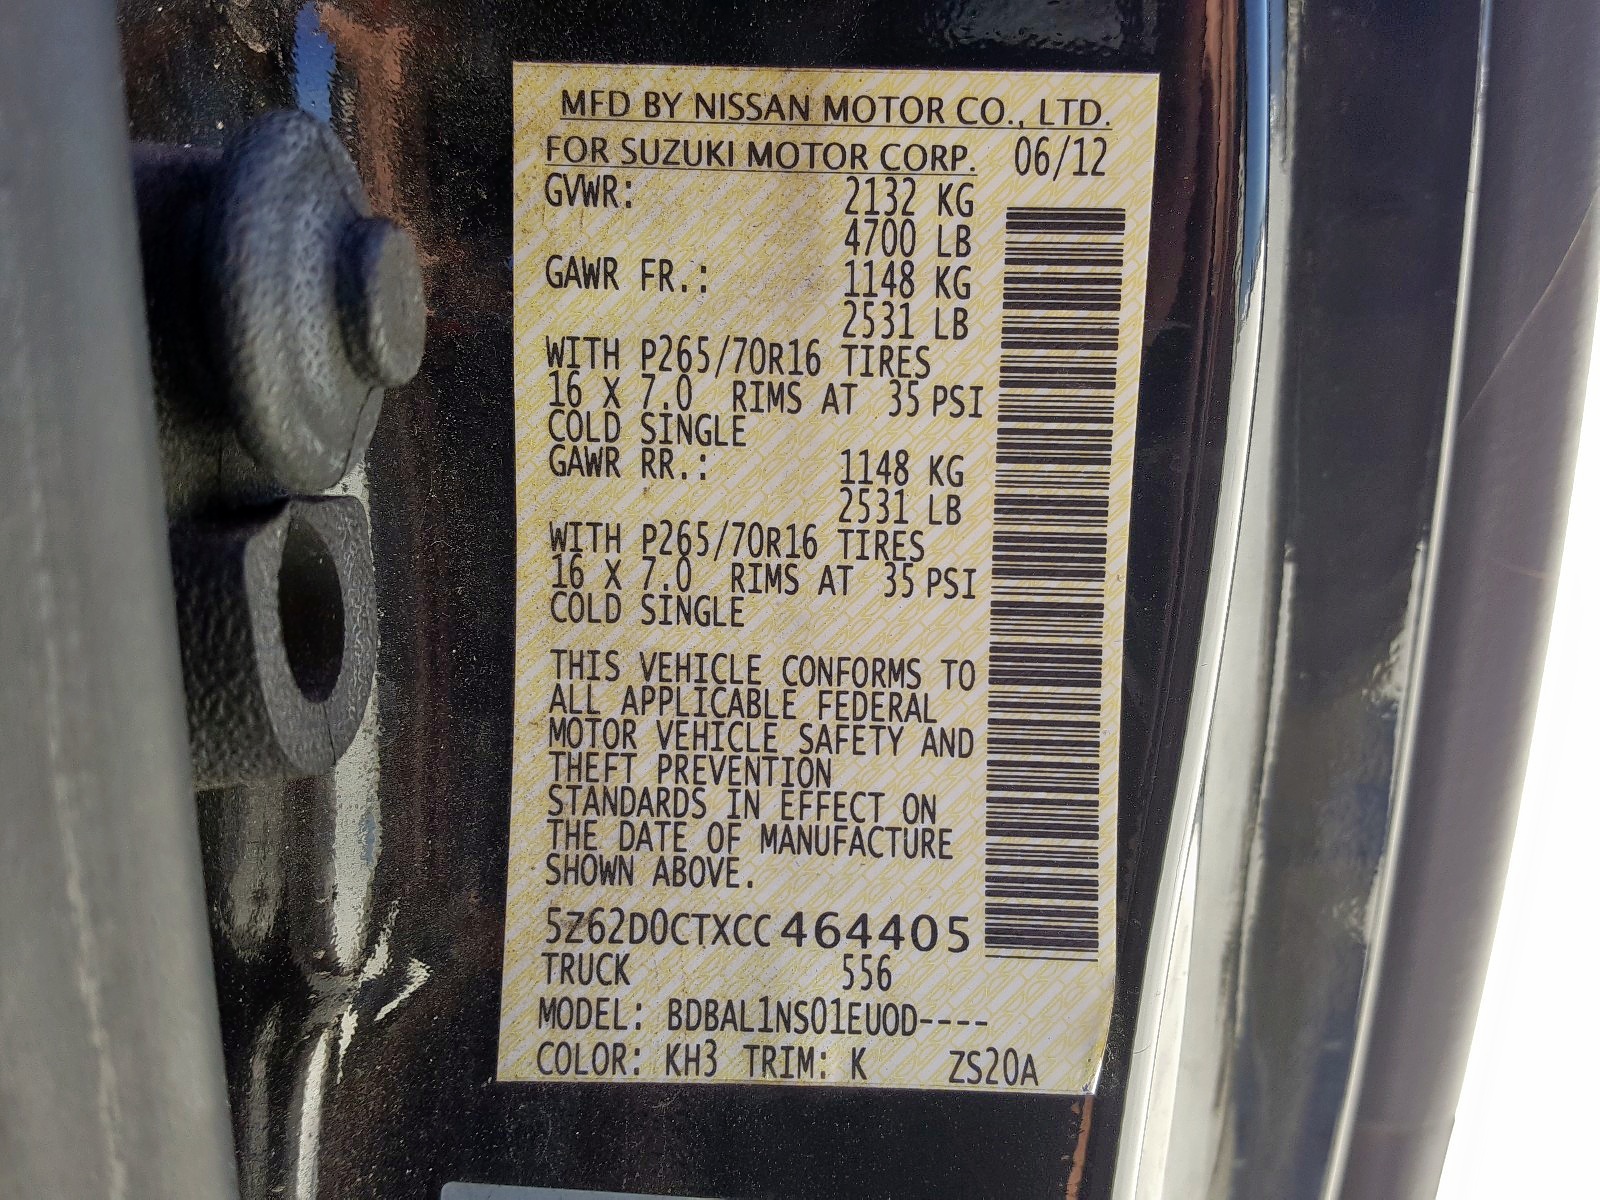 MFD BY NISSAN MOTOR CO., LTD.
FOR SUZUKI MOTOR CORP. 06/12
GVWR: 2132 KG
4700 LB
GAWR FR.: 1148 KG
2531 LB
WITH P265/70R16 TIRES
16 X 7.0 RIMS AT 35 PSI
COLD SINGLE
GAWR RR.: 1148 KG
2531 LB
WITH P265/70R16 TIRES
16 X 7.0 RIMS AT 35 PSI
COLD SINGLE
THIS VEHICLE CONFORMS TO
ALL APPLICABLE FEDERAL
MOTOR VEHICLE SAFETY AND
THEFT PREVENTION
STANDARDS IN EFFECT ON
THE DATE OF MANUFACTURE
SHOWN ABOVE.
5Z62D0CTXCC464405
TRUCK 556
MODEL: BDBAL1NS01EUOD----
COLOR: KH3 TRIM: K ZS20A